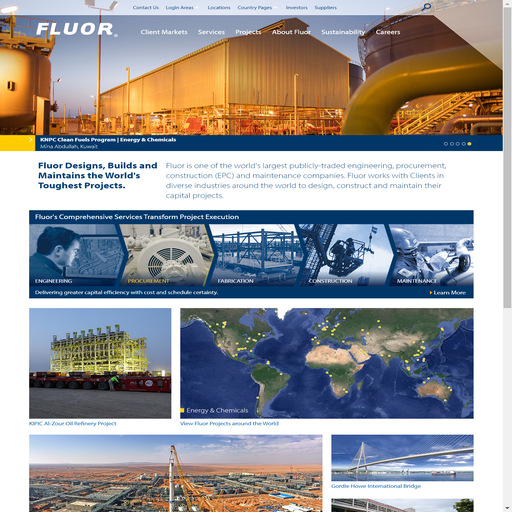 Contact Us Login Areas Locations Country Pages Investors Suppliers
FLUOR®
Client Markets Services Projects About Fluor Sustainability Careers
KNPC Clean Fuels Program | Energy & Chemicals
Mina Abdullah, Kuwait
Fluor Designs, Builds and
Maintains the World's
Toughest Projects.
Fluor is one of the world's largest publicly-traded engineering, procurement,
construction (EPC) and maintenance companies. Fluor works with Clients in
diverse industries around the world to design, construct and maintain their
capital projects.
Fluor's Comprehensive Services Transform Project Execution
ENGINEERING PROCUREMENT FABRICATION CONSTRUCTION MAINTENANCE
Delivering greater capital efficiency with cost and schedule certainty.
Learn More
Energy & Chemicals
KIPIC Al-Zour Oil Refinery Project
View Fluor Projects around the World
Gordie Howe International Bridge